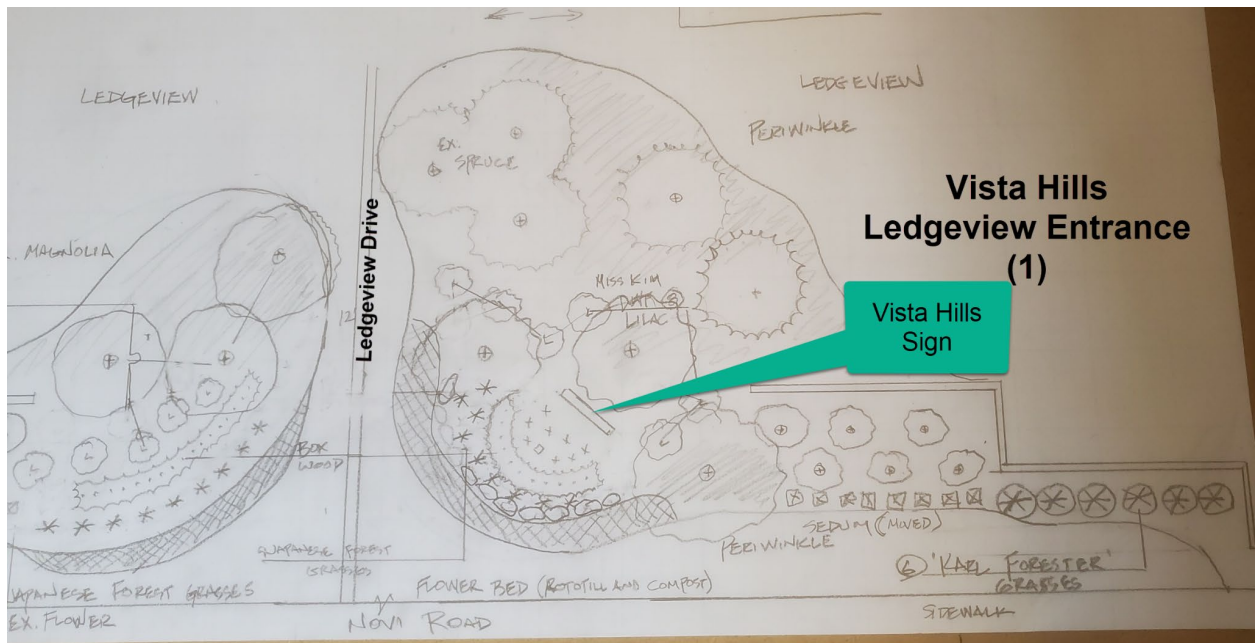 LEDGEVIEW
LEDGEVIEW
PERIWINKLE
EX.
SPRUCE
Vista Hills
Ledgeview Entrance
(1)
MAGNOLIA
Ledgeview Drive
MISS KIM
LILAC
Vista Hills
Sign
BOX
WOOD
SEDUM (MOVED)
PERIWINKLE
JAPANESE FOREST
GRASSES
6 'KARL FORESTER'
GRASSES
JAPANESE FOREST GRASSES
FLOWER BED (ROTOTILL AND COMPOST)
EX. FLOWER
NOVI ROAD
SIDEWALK